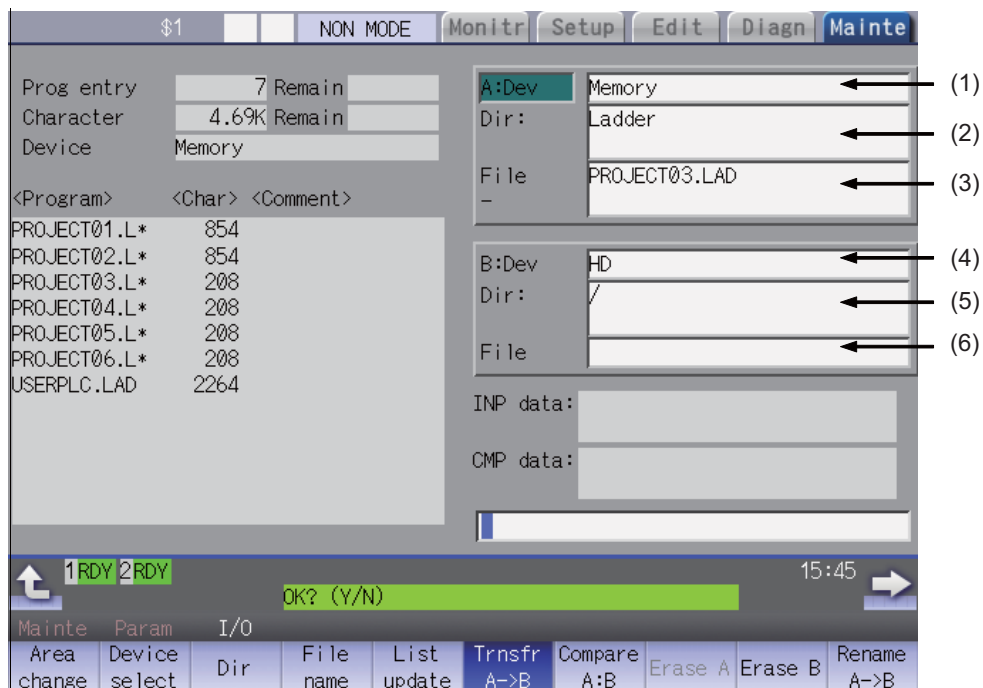 $1 NON MODE Monitr Setup Edit Diagn Mainte
Prog entry 7 Remain
Character 4.69K Remain
Device Memory
<Program> <Char> <Comment>
PROJECT01.L* 854
PROJECT02.L* 854
PROJECT03.L* 208
PROJECT04.L* 208
PROJECT05.L* 208
PROJECT06.L* 208
USERPLC.LAD 2264
A:Dev Memory (1)
Dir: Ladder (2)
File PROJECT03.LAD (3)
–
B:Dev HD (4)
Dir: / (5)
File (6)
INP data:
CMP data:
1 RDY 2 RDY 15:45
OK? (Y/N)
Mainte Param I/O
Area change Device select Dir File name List update Trnsfr A->B Compare A:B Erase A Erase B Rename A->B